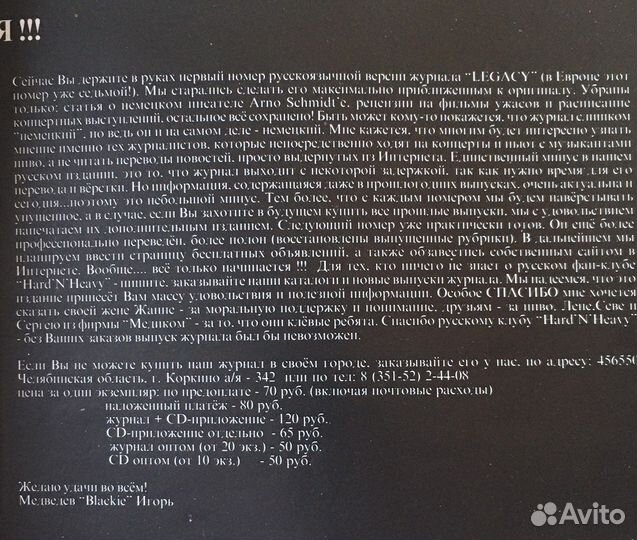 Я !!!
Сейчас Вы держите в руках первый номер русскоязычной версии журнала "LEGACY" (в Европе этот
номер уже седьмой!). Мы старались сделать его максимально приближенным к оригиналу. Убраны
только: статья о немецком писателе Arno Schmidt'е, рецензии на фильмы ужасов и расписание
концертных выступлений, остальное всё сохранено! Быть может кому-то покажется, что журнал слишком
"немецкий", но ведь он и на самом деле - немецкий. Мне кажется, что многим будет интересно узнать
мнение именно тех журналистов, которые непосредственно ходят на концерты и пьют с музыкантами
пиво, а не читать переводы новостей, просто выдернутых из Интернета. Единственный минус в нашем
русском издании, это то, что журнал выходит с некоторой задержкой, так как нужно время для его
перевода и вёрстки. Но информация, содержащаяся даже в прошлогодних выпусках, очень актуальна и
сегодня...поэтому это небольшой минус. Тем более, что с каждым номером мы будем навёрстывать
упущенное, а в случае, если Вы захотите в будущем купить все прошлые выпуски, мы с удовольствием
напечатаем их дополнительным изданием. Следующий номер уже практически готов. Он ещё более
профессионально переведён, более полон (восстановлены выпущенные рубрики). В дальнейшем мы
планируем ввести страницу бесплатных объявлений, а также обзавестись собственным сайтом в
Интернете. Вообще.... всё только начинается !!! Для тех, кто ничего не знает о русском фан-клубе
"Hard'N'Heavy" - пишите, заказывайте наши каталоги и новые выпуски журнала. Мы надеемся, что это
издание принесёт Вам массу удовольствия и полезной информации. Особое СПАСИБО мне хочется
сказать своей жене Жанне - за моральную поддержку и понимание, друзьям - за пиво, Лене, Севе и
Сергею из фирмы "Медиком" - за то, что они клёвые ребята. Спасибо русскому клубу "Hard'N'Heavy"
- без Ваших заказов выпуск журнала был бы невозможен.
Если Вы не можете купить наш журнал в своём городе, заказывайте его у нас, по адресу: 456550
Челябинская область, г. Коркино а/я - 342 или по тел: 8 (351-52) 2-44-08
цена за один экземпляр: по предоплате - 70 руб. (включая почтовые расходы)
наложенный платёж - 80 руб.
журнал + CD-приложение - 120 руб.
CD-приложение отдельно - 65 руб.
журнал оптом (от 20 экз.) - 50 руб.
CD оптом (от 10 экз.) - 50 руб.
Желаю удачи во всём!
Медведев "Blackie" Игорь
Avito